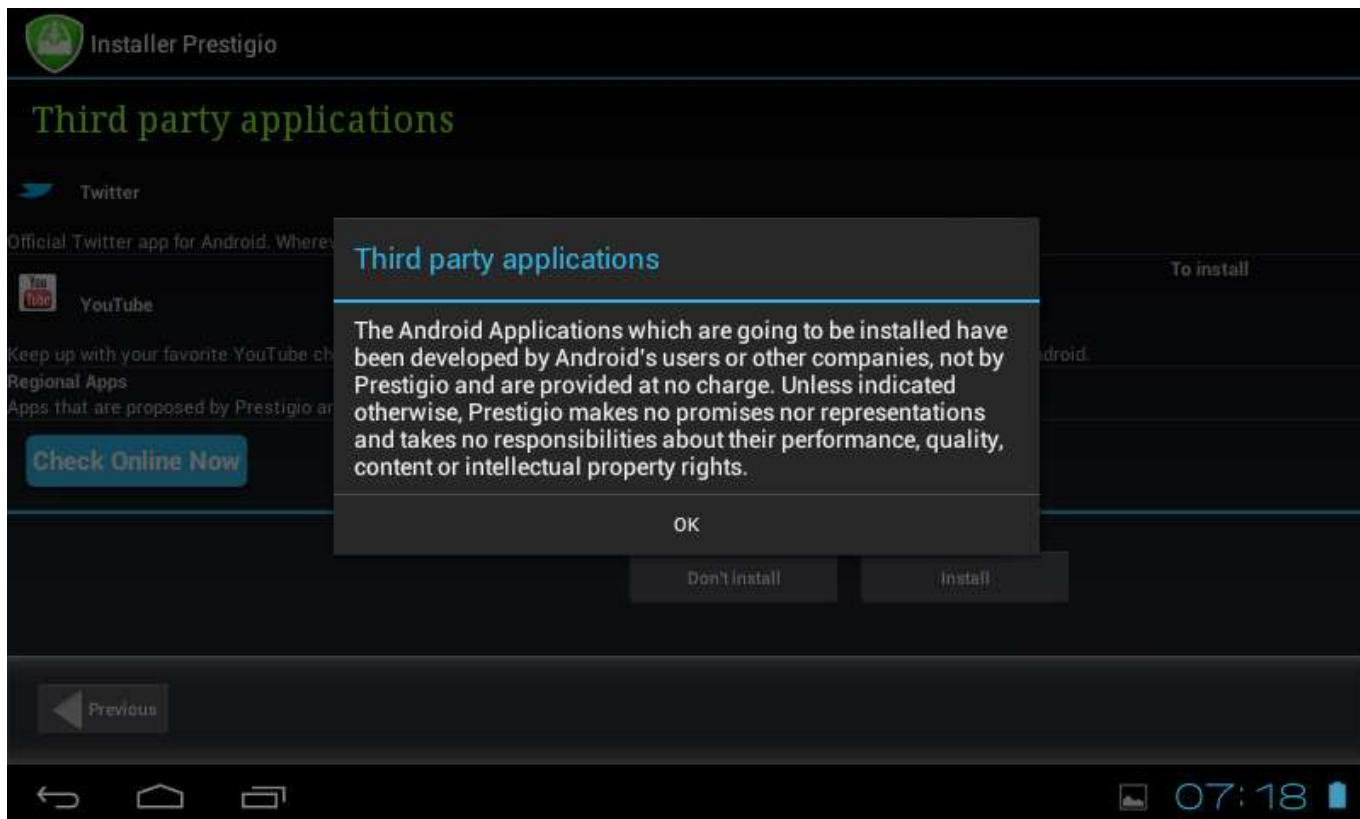 Installer Prestigio
Third party applications
Twitter
Official Twitter app for Android.
Third party applications
To install
You
Tube
YouTube
The Android Applications which are going to be installed have
been developed by Android's users or other companies, not by
Prestigio and are provided at no charge. Unless indicated
otherwise, Prestigio makes no promises nor representations
and takes no responsibilities about their performance, quality,
content or intellectual property rights.
Keep up with your favorite YouTube
Regional Apps
Apps that are proposed by Prestigio
Check Online Now
OK
Don't install
Install
Previous
07:18